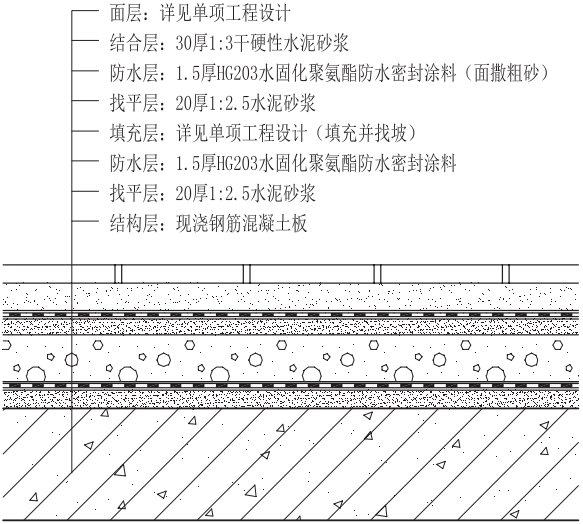 面层：详见单项工程设计
结合层：30厚1:3干硬性水泥砂浆
防水层：1.5厚HG203水固化聚氨酯防水密封涂料（面撒粗砂）
找平层：20厚1:2.5水泥砂浆
填充层：详见单项工程设计（填充并找坡）
防水层：1.5厚HG203水固化聚氨酯防水密封涂料
找平层：20厚1:2.5水泥砂浆
结构层：现浇钢筋混凝土板